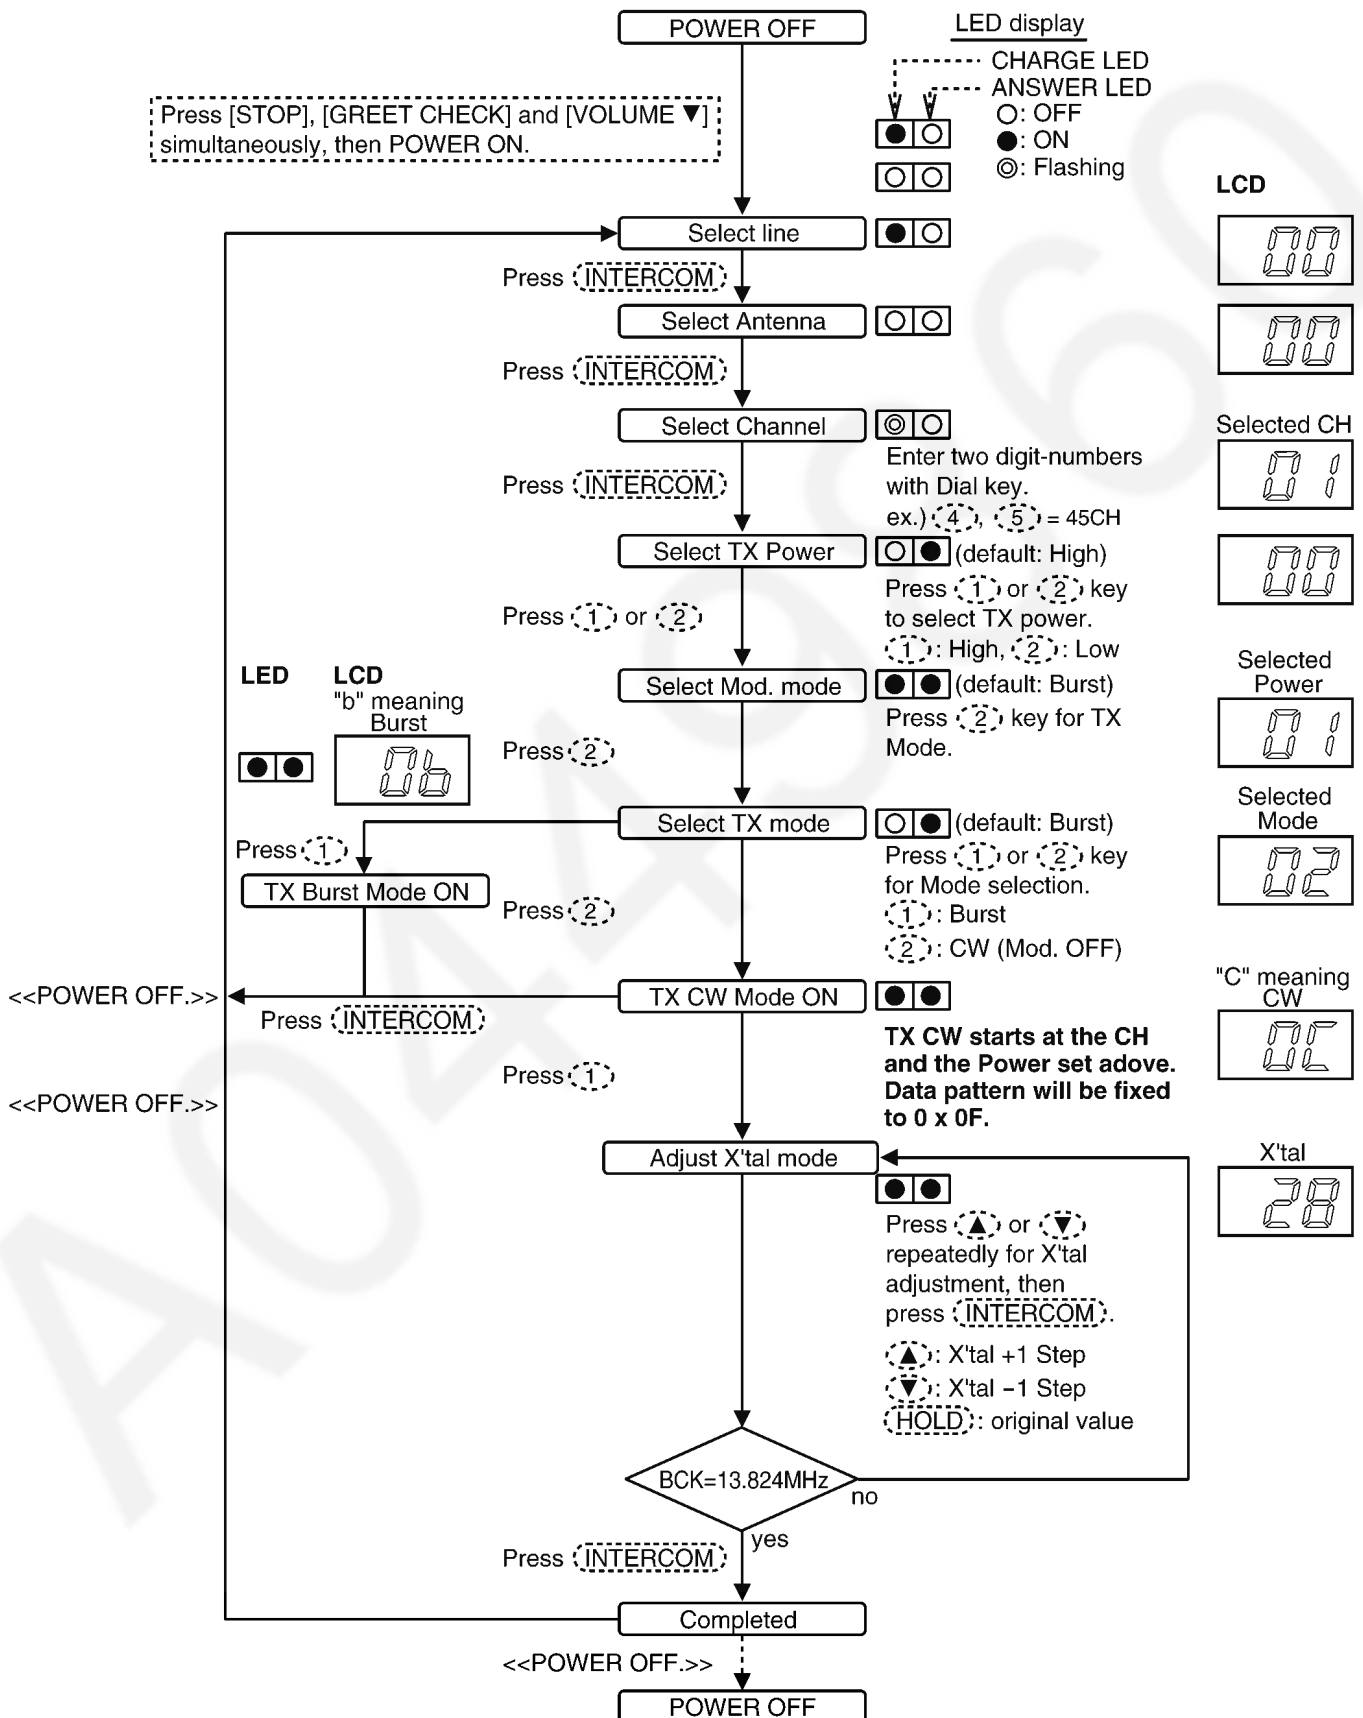 POWER OFF
LED display
CHARGE LED
ANSWER LED
○: OFF
●: ON
◎: Flashing
Press [STOP], [GREET CHECK] and [VOLUME ▼]
simultaneously, then POWER ON.
LCD
Select line
00
Press INTERCOM
Select Antenna
00
Press INTERCOM
Select Channel
Selected CH
01
Enter two digit-numbers
with Dial key.
ex.) 4, 5 = 45CH
Press INTERCOM
Select TX Power
(default: High)
00
Press 1 or 2 key
to select TX power.
1: High, 2: Low
Press 1 or 2
Select Mod. mode
(default: Burst)
Selected
Power
01
Press 2 key for TX
Mode.
LED
LCD
"b" meaning
Burst
0b
Press 2
Select TX mode
(default: Burst)
Selected
Mode
02
Press 1 or 2 key
for Mode selection.
1: Burst
2: CW (Mod. OFF)
Press 1
TX Burst Mode ON
Press 2
<<POWER OFF.>>
TX CW Mode ON
"C" meaning
CW
0C
Press INTERCOM
TX CW starts at the CH
and the Power set adove.
Data pattern will be fixed
to 0 x 0F.
Press 1
<<POWER OFF.>>
Adjust X'tal mode
X'tal
28
Press ▲ or ▼
repeatedly for X'tal
adjustment, then
press INTERCOM.
▲: X'tal +1 Step
▼: X'tal −1 Step
HOLD: original value
BCK=13.824MHz
no
yes
Press INTERCOM
Completed
<<POWER OFF.>>
POWER OFF